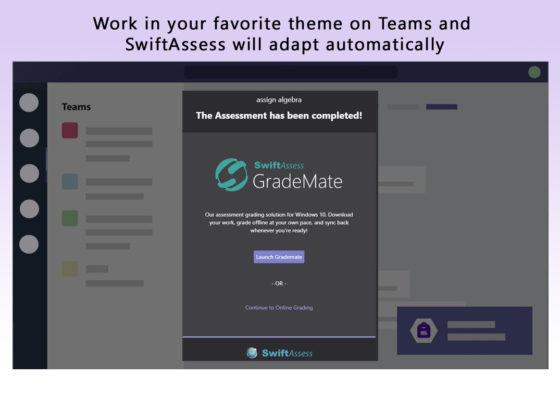 Work in your favorite theme on Teams and
SwiftAssess will adapt automatically
Teams
assign algebra
The Assessment has been completed!
SwiftAssess
GradeMate
Our assessment grading solution for Windows 10. Download
your work, grade offline at your own pace, and sync back
whenever you're ready!
Launch Grademate
- OR -
Continue to Online Grading
SwiftAssess